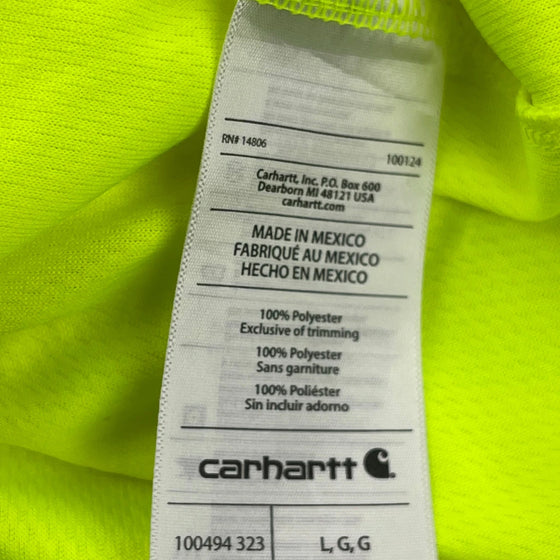 RN# 14806
100124
Carhartt, Inc. P.O. Box 600
Dearborn MI 48121 USA
carhartt.com
MADE IN MEXICO
FABRIQUÉ AU MEXICO
HECHO EN MEXICO
100% Polyester
Exclusive of trimming
100% Polyester
Sans garniture
100% Poliéster
Sin incluir adorno
carhartt
100494 323
L, G, G